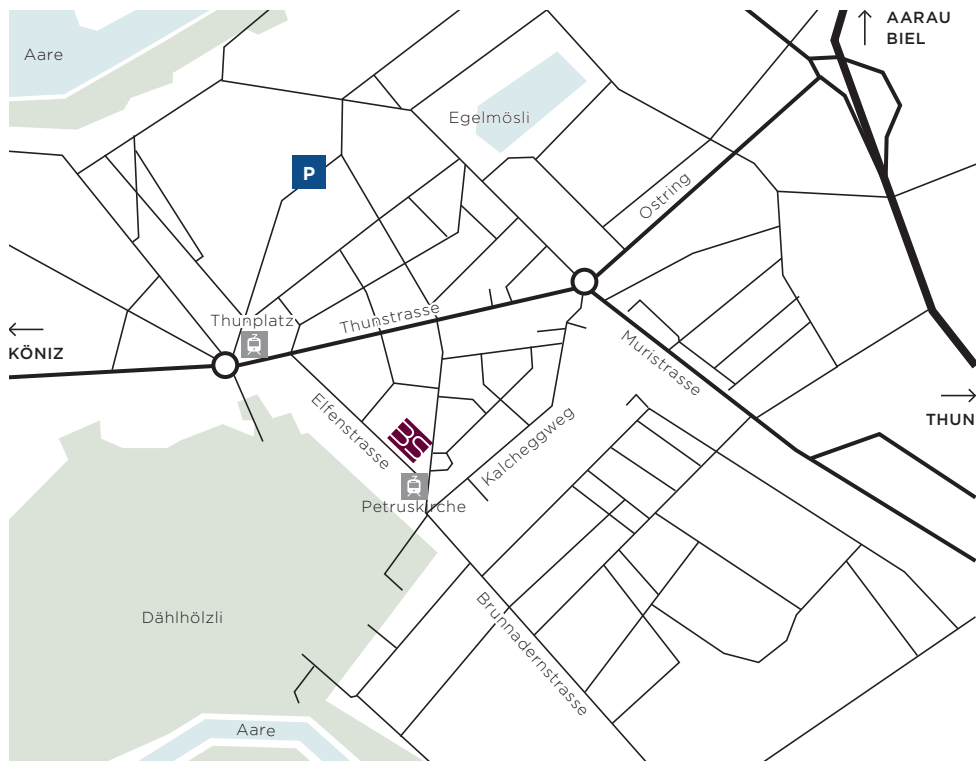 AARAU
BIEL
Aare
Egelmösli
P
Ostring
Thunplatz
Thunstrasse
KÖNIZ
Muristrasse
THUN
Elfenstrasse
Kalcheggweg
Petruskirche
Dählhölzli
Brunnadernstrasse
Aare